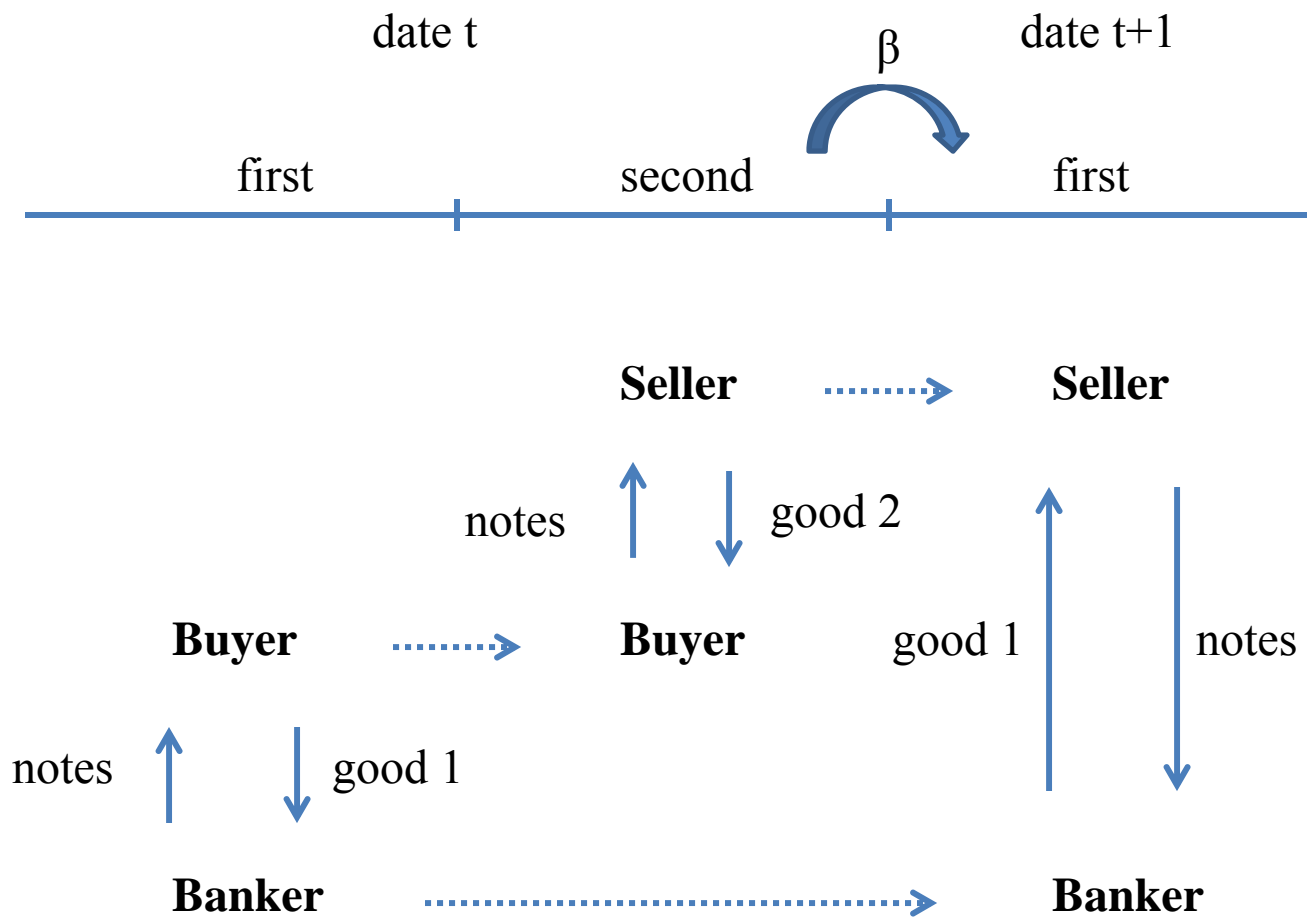 date t
β
date t+1
first
second
first
Seller
Seller
notes
good 2
Buyer
Buyer
good 1
notes
notes
good 1
Banker
Banker